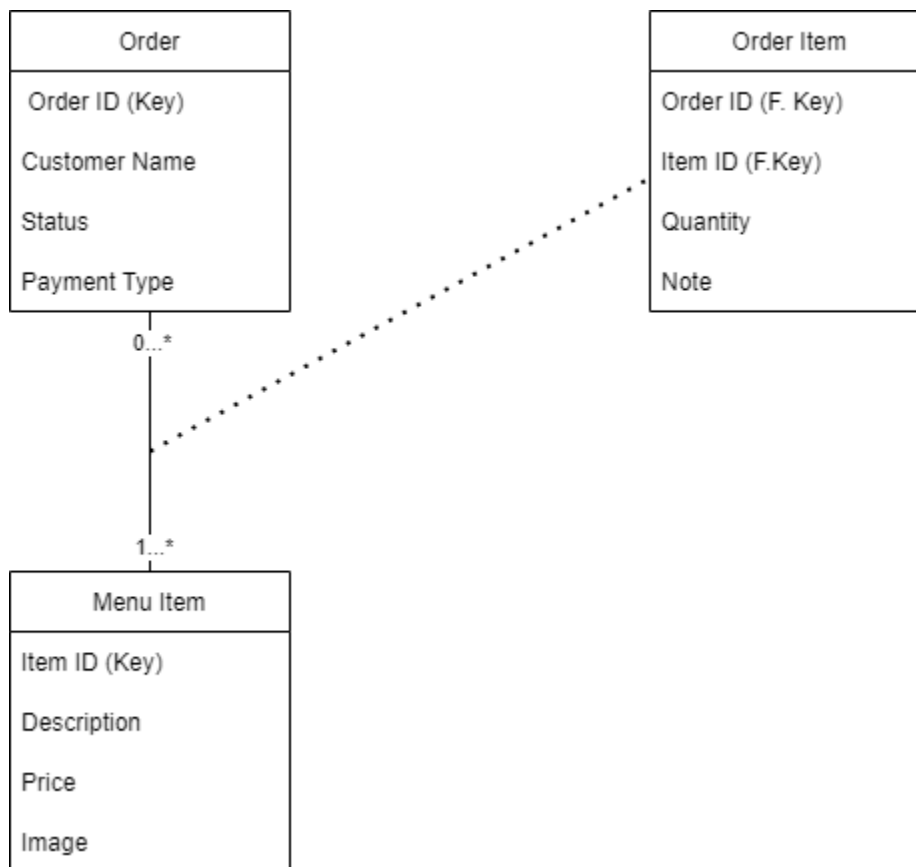 Order
Order ID (Key)
Customer Name
Status
Payment Type
Order Item
Order ID (F. Key)
Item ID (F.Key)
Quantity
Note
0...*
1...*
Menu Item
Item ID (Key)
Description
Price
Image